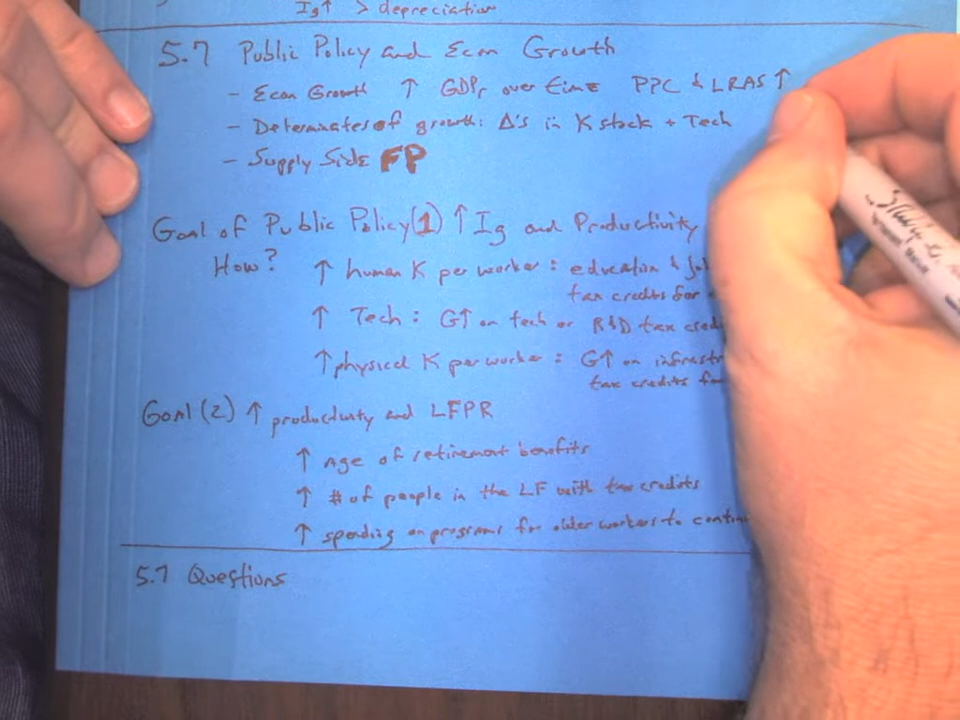 Ig↑ > depreciation
5.7 Public Policy and Econ Growth
- Econ Growth ↑ GDPr over time PPC & LRAS ↑
- Determinates of growth: Δ's in K stock + Tech
- Supply Side FP
Goal of Public Policy (1) ↑ Ig and Productivity
How? ↑ human K per worker: education &
tax credits for
↑ Tech: G↑ on tech or R&D tax
↑ physical K per worker: G↑ on
tax credits
Goal (2) ↑ productivity and LFPR
↑ Age of retirement benefits
↑ # of people in the LF with tax credits
↑ spending on programs for older workers to
5.7 Questions